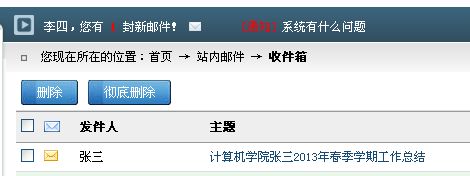 李四，您有 封新邮件！ 系统有什么问题
您现在所在的位置：首页 → 站内邮件 → 收件箱
删除 彻底删除
发件人 主题
张三 计算机学院张三2013年春季学期工作总结